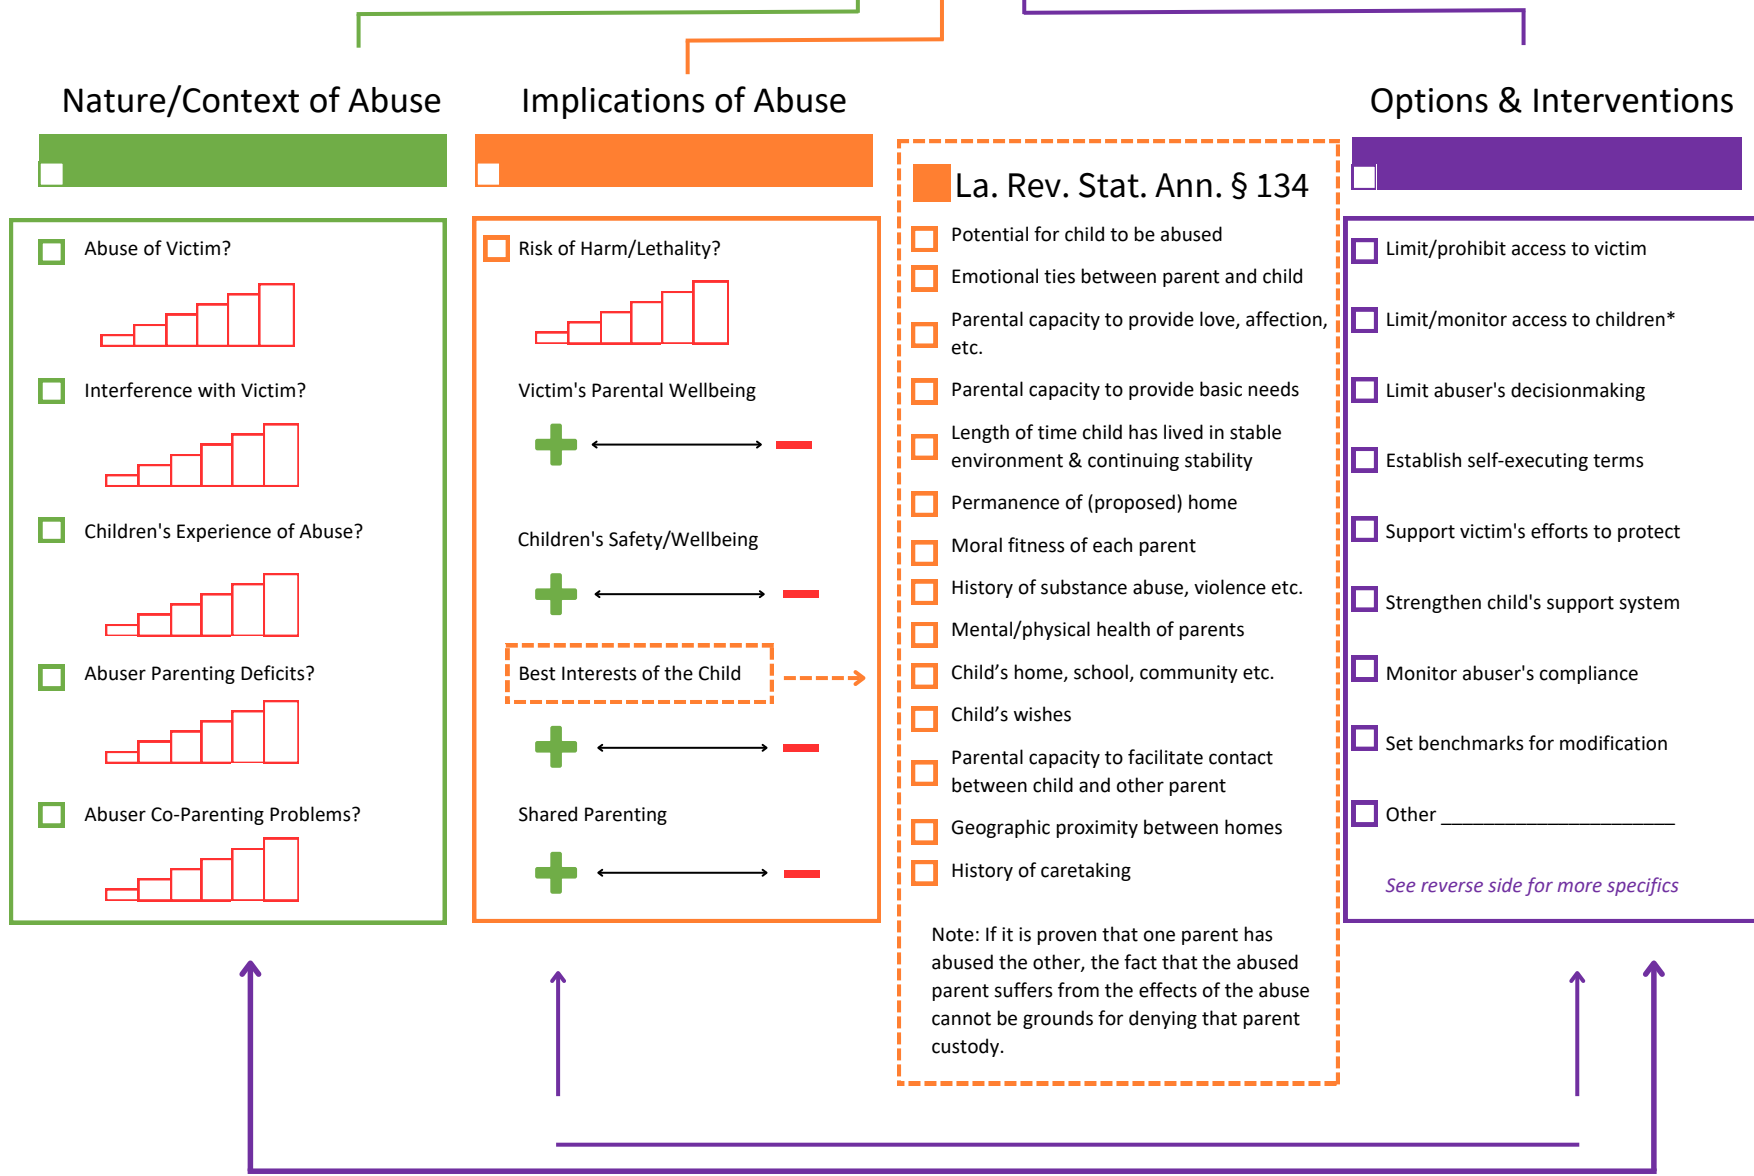 Nature/Context of Abuse
Abuse of Victim?
Interference with Victim?
Children's Experience of Abuse?
Abuser Parenting Deficits?
Abuser Co-Parenting Problems?
Implications of Abuse
Risk of Harm/Lethality?
Victim's Parental Wellbeing
Children's Safety/Wellbeing
Best Interests of the Child
Shared Parenting
La. Rev. Stat. Ann. § 134
Potential for child to be abused
Emotional ties between parent and child
Parental capacity to provide love, affection,
etc.
Parental capacity to provide basic needs
Length of time child has lived in stable
environment & continuing stability
Permanence of (proposed) home
Moral fitness of each parent
History of substance abuse, violence etc.
Mental/physical health of parents
Child’s home, school, community etc.
Child’s wishes
Parental capacity to facilitate contact
between child and other parent
Geographic proximity between homes
History of caretaking
Note: If it is proven that one parent has
abused the other, the fact that the abused
parent suffers from the effects of the abuse
cannot be grounds for denying that parent
custody.
Options & Interventions
Limit/prohibit access to victim
Limit/monitor access to children*
Limit abuser's decisionmaking
Establish self-executing terms
Support victim's efforts to protect
Strengthen child's support system
Monitor abuser's compliance
Set benchmarks for modification
Other ______________________
See reverse side for more specifics